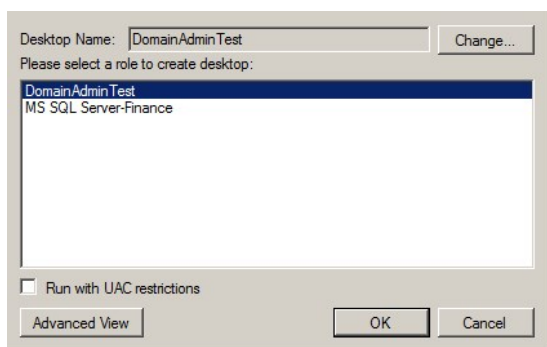 Desktop Name: DomainAdminTest Change...
Please select a role to create desktop:
DomainAdminTest
MS SQL Server-Finance
Run with UAC restrictions
Advanced View OK Cancel